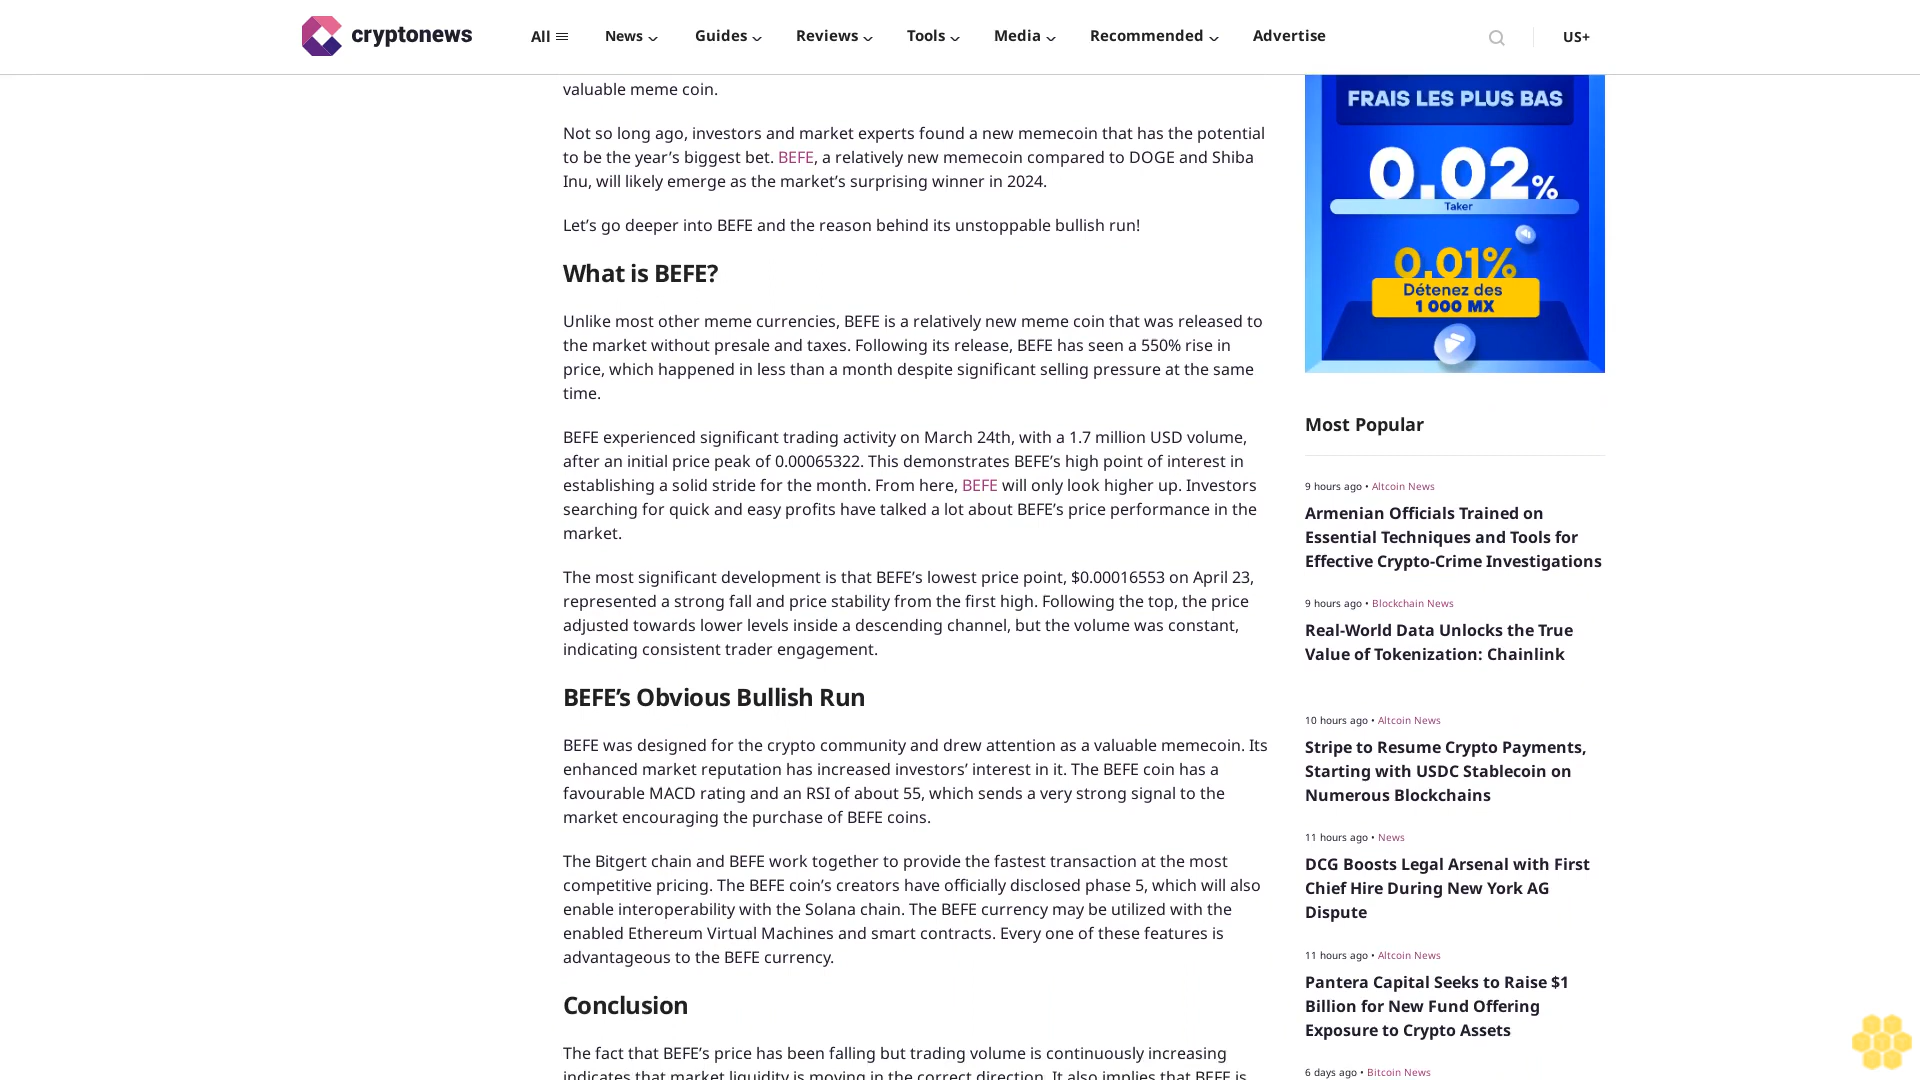 cryptonews
All
News
Guides
Reviews
Tools
Media
Recommended
Advertise
US+
valuable meme coin.
Not so long ago, investors and market experts found a new memecoin that has the potential
to be the year’s biggest bet. BEFE, a relatively new memecoin compared to DOGE and Shiba
Inu, will likely emerge as the market’s surprising winner in 2024.
Let’s go deeper into BEFE and the reason behind its unstoppable bullish run!
What is BEFE?
Unlike most other meme currencies, BEFE is a relatively new meme coin that was released to
the market without presale and taxes. Following its release, BEFE has seen a 550% rise in
price, which happened in less than a month despite significant selling pressure at the same
time.
BEFE experienced significant trading activity on March 24th, with a 1.7 million USD volume,
after an initial price peak of 0.00065322. This demonstrates BEFE’s high point of interest in
establishing a solid stride for the month. From here, BEFE will only look higher up. Investors
searching for quick and easy profits have talked a lot about BEFE’s price performance in the
market.
The most significant development is that BEFE’s lowest price point, $0.00016553 on April 23,
represented a strong fall and price stability from the first high. Following the top, the price
adjusted towards lower levels inside a descending channel, but the volume was constant,
indicating consistent trader engagement.
BEFE’s Obvious Bullish Run
BEFE was designed for the crypto community and drew attention as a valuable memecoin. Its
enhanced market reputation has increased investors’ interest in it. The BEFE coin has a
favourable MACD rating and an RSI of about 55, which sends a very strong signal to the
market encouraging the purchase of BEFE coins.
The Bitgert chain and BEFE work together to provide the fastest transaction at the most
competitive pricing. The BEFE coin’s creators have officially disclosed phase 5, which will also
enable interoperability with the Solana chain. The BEFE currency may be utilized with the
enabled Ethereum Virtual Machines and smart contracts. Every one of these features is
advantageous to the BEFE currency.
Conclusion
The fact that BEFE’s price has been falling but trading volume is continuously increasing
indicates that market liquidity is moving in the correct direction. It also implies that BEFE is
FRAIS LES PLUS BAS
0.02%
Taker
0.01%
Détenez des
1 000 MX
Most Popular
9 hours ago • Altcoin News
Armenian Officials Trained on
Essential Techniques and Tools for
Effective Crypto-Crime Investigations
9 hours ago • Blockchain News
Real-World Data Unlocks the True
Value of Tokenization: Chainlink
10 hours ago • Altcoin News
Stripe to Resume Crypto Payments,
Starting with USDC Stablecoin on
Numerous Blockchains
11 hours ago • News
DCG Boosts Legal Arsenal with First
Chief Hire During New York AG
Dispute
11 hours ago • Altcoin News
Pantera Capital Seeks to Raise $1
Billion for New Fund Offering
Exposure to Crypto Assets
6 days ago • Bitcoin News